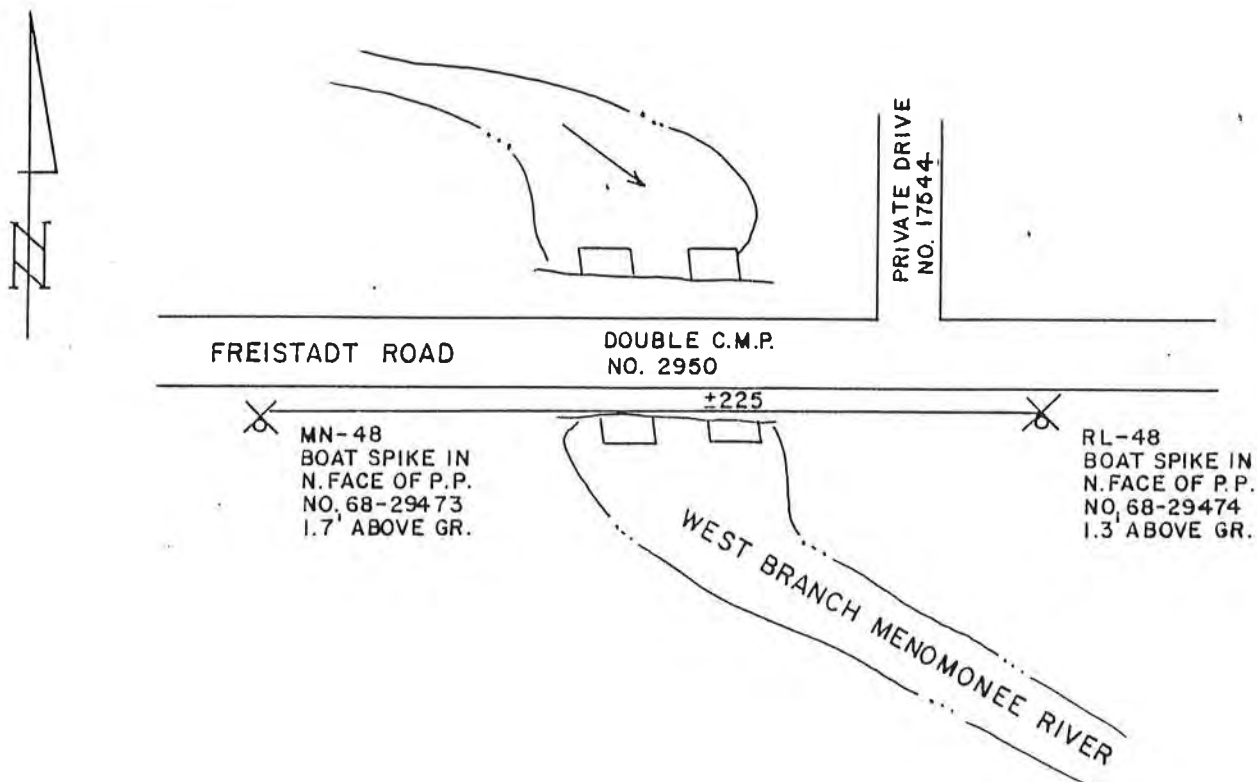 N
PRIVATE DRIVE
NO. 17544
FREISTADT ROAD
DOUBLE C.M.P.
NO. 2950
±225
MN-48
BOAT SPIKE IN
N. FACE OF P.P.
NO. 68-29473
1.7' ABOVE GR.
RL-48
BOAT SPIKE IN
N. FACE OF P.P.
NO. 68-29474
1.3' ABOVE GR.
WEST BRANCH MENOMONEE RIVER